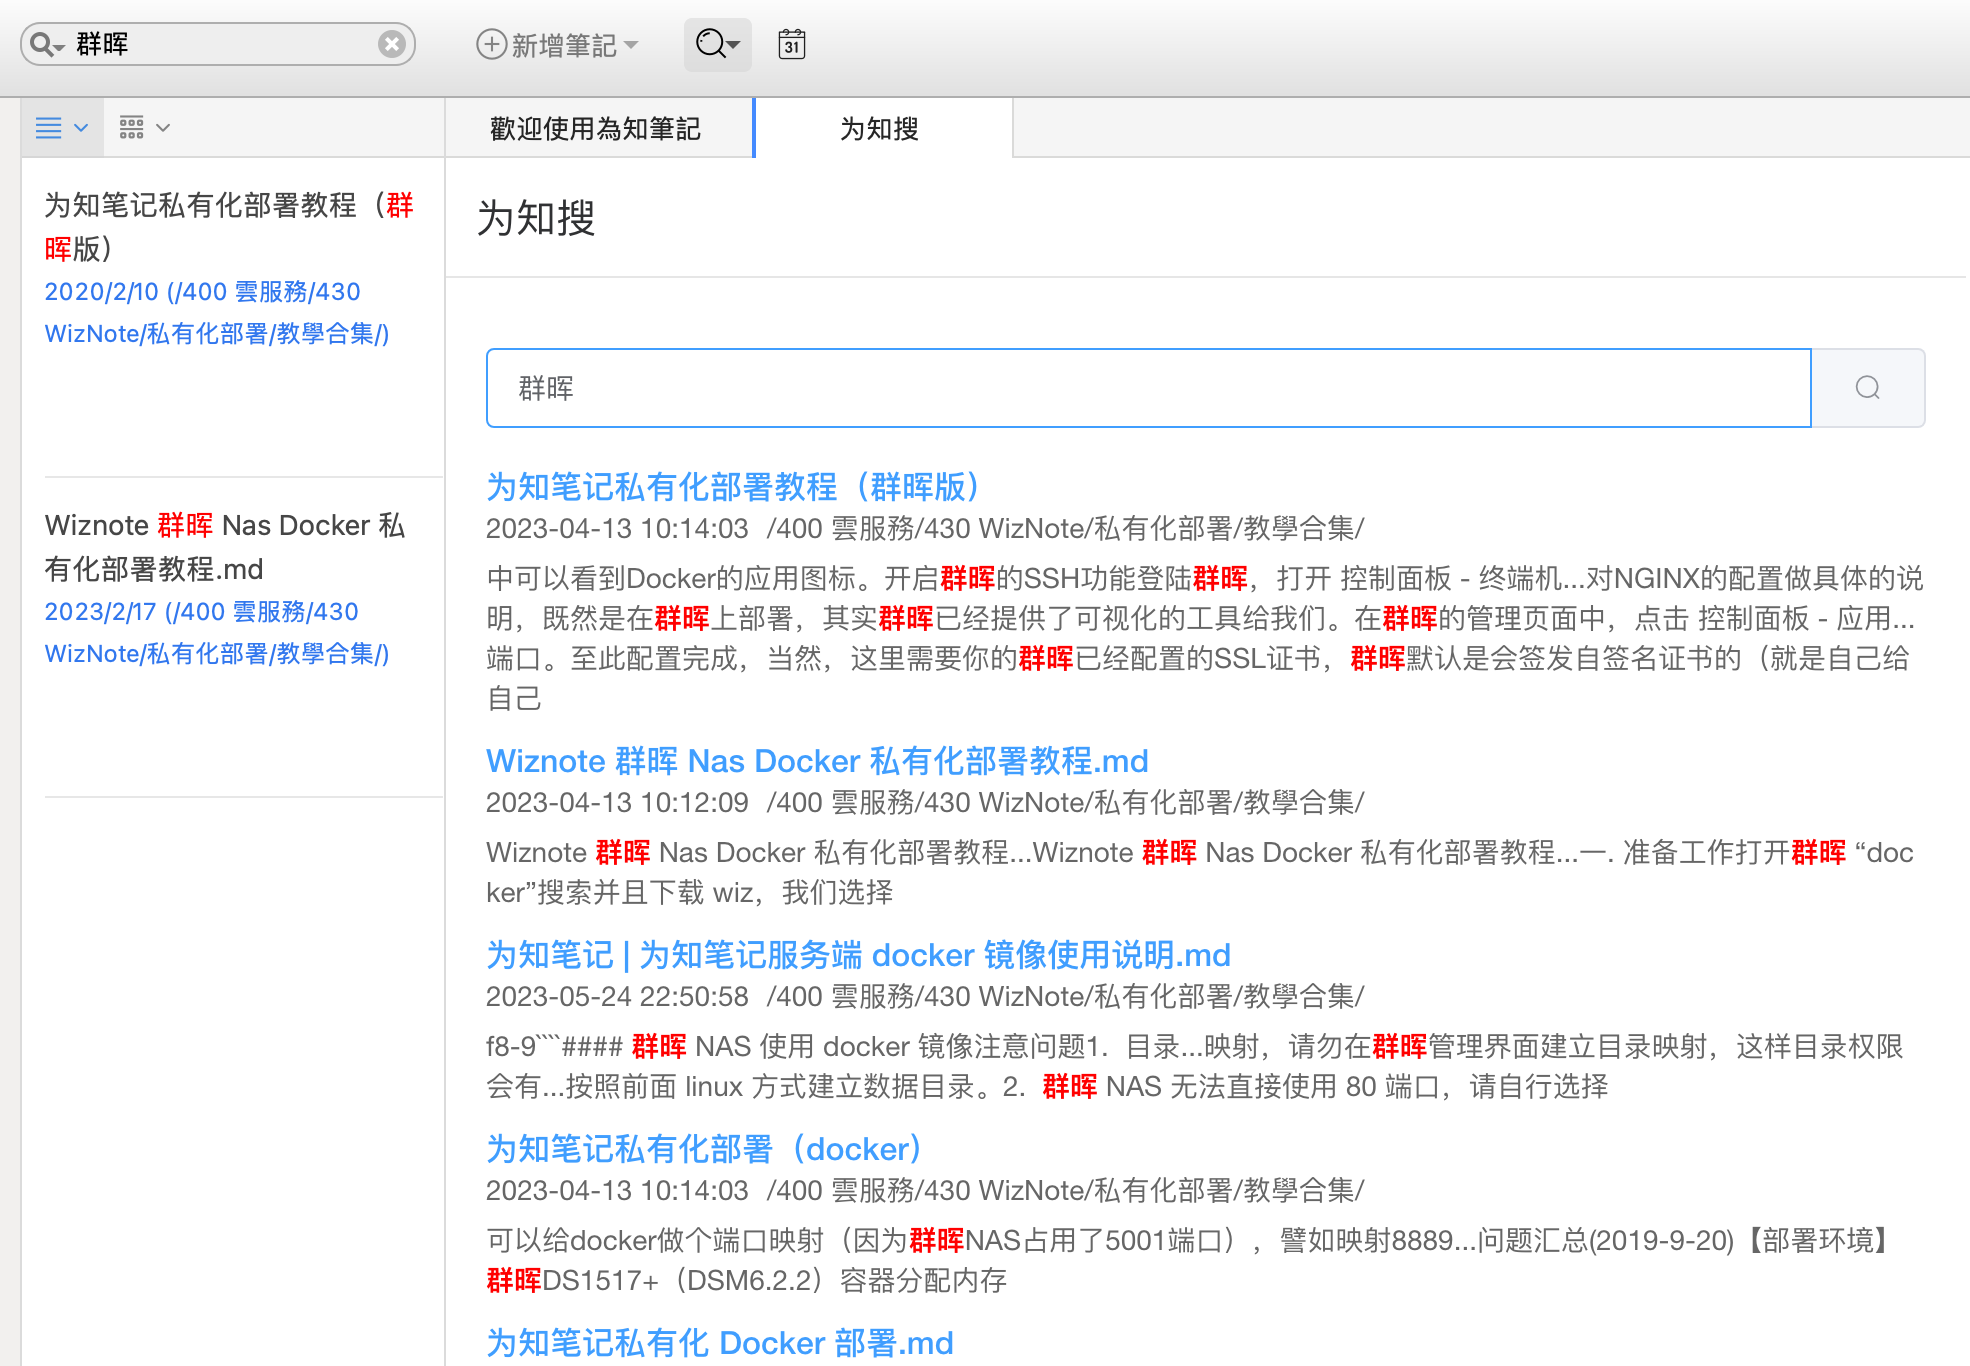 群晖
新增筆記
31
歡迎使用為知筆記
为知搜
为知笔记私有化部署教程（群
晖版）
2020/2/10 (/400 雲服務/430
WizNote/私有化部署/教學合集/)
Wiznote 群晖 Nas Docker 私
有化部署教程.md
2023/2/17 (/400 雲服務/430
WizNote/私有化部署/教學合集/)
为知搜
群晖
为知笔记私有化部署教程（群晖版）
2023-04-13 10:14:03 /400 雲服務/430 WizNote/私有化部署/教學合集/
中可以看到Docker的应用图标。开启群晖的SSH功能登陆群晖，打开 控制面板 - 终端机...对NGINX的配置做具体的说
明，既然是在群晖上部署，其实群晖已经提供了可视化的工具给我们。在群晖的管理页面中，点击 控制面板 - 应用...
端口。至此配置完成，当然，这里需要你的群晖已经配置的SSL证书，群晖默认是会签发自签名证书的（就是自己给
自己
Wiznote 群晖 Nas Docker 私有化部署教程.md
2023-04-13 10:12:09 /400 雲服務/430 WizNote/私有化部署/教學合集/
Wiznote 群晖 Nas Docker 私有化部署教程...Wiznote 群晖 Nas Docker 私有化部署教程...一. 准备工作打开群晖 “doc
ker”搜索并且下载 wiz，我们选择
为知笔记 | 为知笔记服务端 docker 镜像使用说明.md
2023-05-24 22:50:58 /400 雲服務/430 WizNote/私有化部署/教學合集/
f8-9````#### 群晖 NAS 使用 docker 镜像注意问题1. 目录...映射，请勿在群晖管理界面建立目录映射，这样目录权限
会有...按照前面 linux 方式建立数据目录。2. 群晖 NAS 无法直接使用 80 端口，请自行选择
为知笔记私有化部署（docker）
2023-04-13 10:14:03 /400 雲服務/430 WizNote/私有化部署/教學合集/
可以给docker做个端口映射（因为群晖NAS占用了5001端口），譬如映射8889...问题汇总(2019-9-20)【部署环境】
群晖DS1517+（DSM6.2.2）容器分配内存
为知笔记私有化 Docker 部署.md